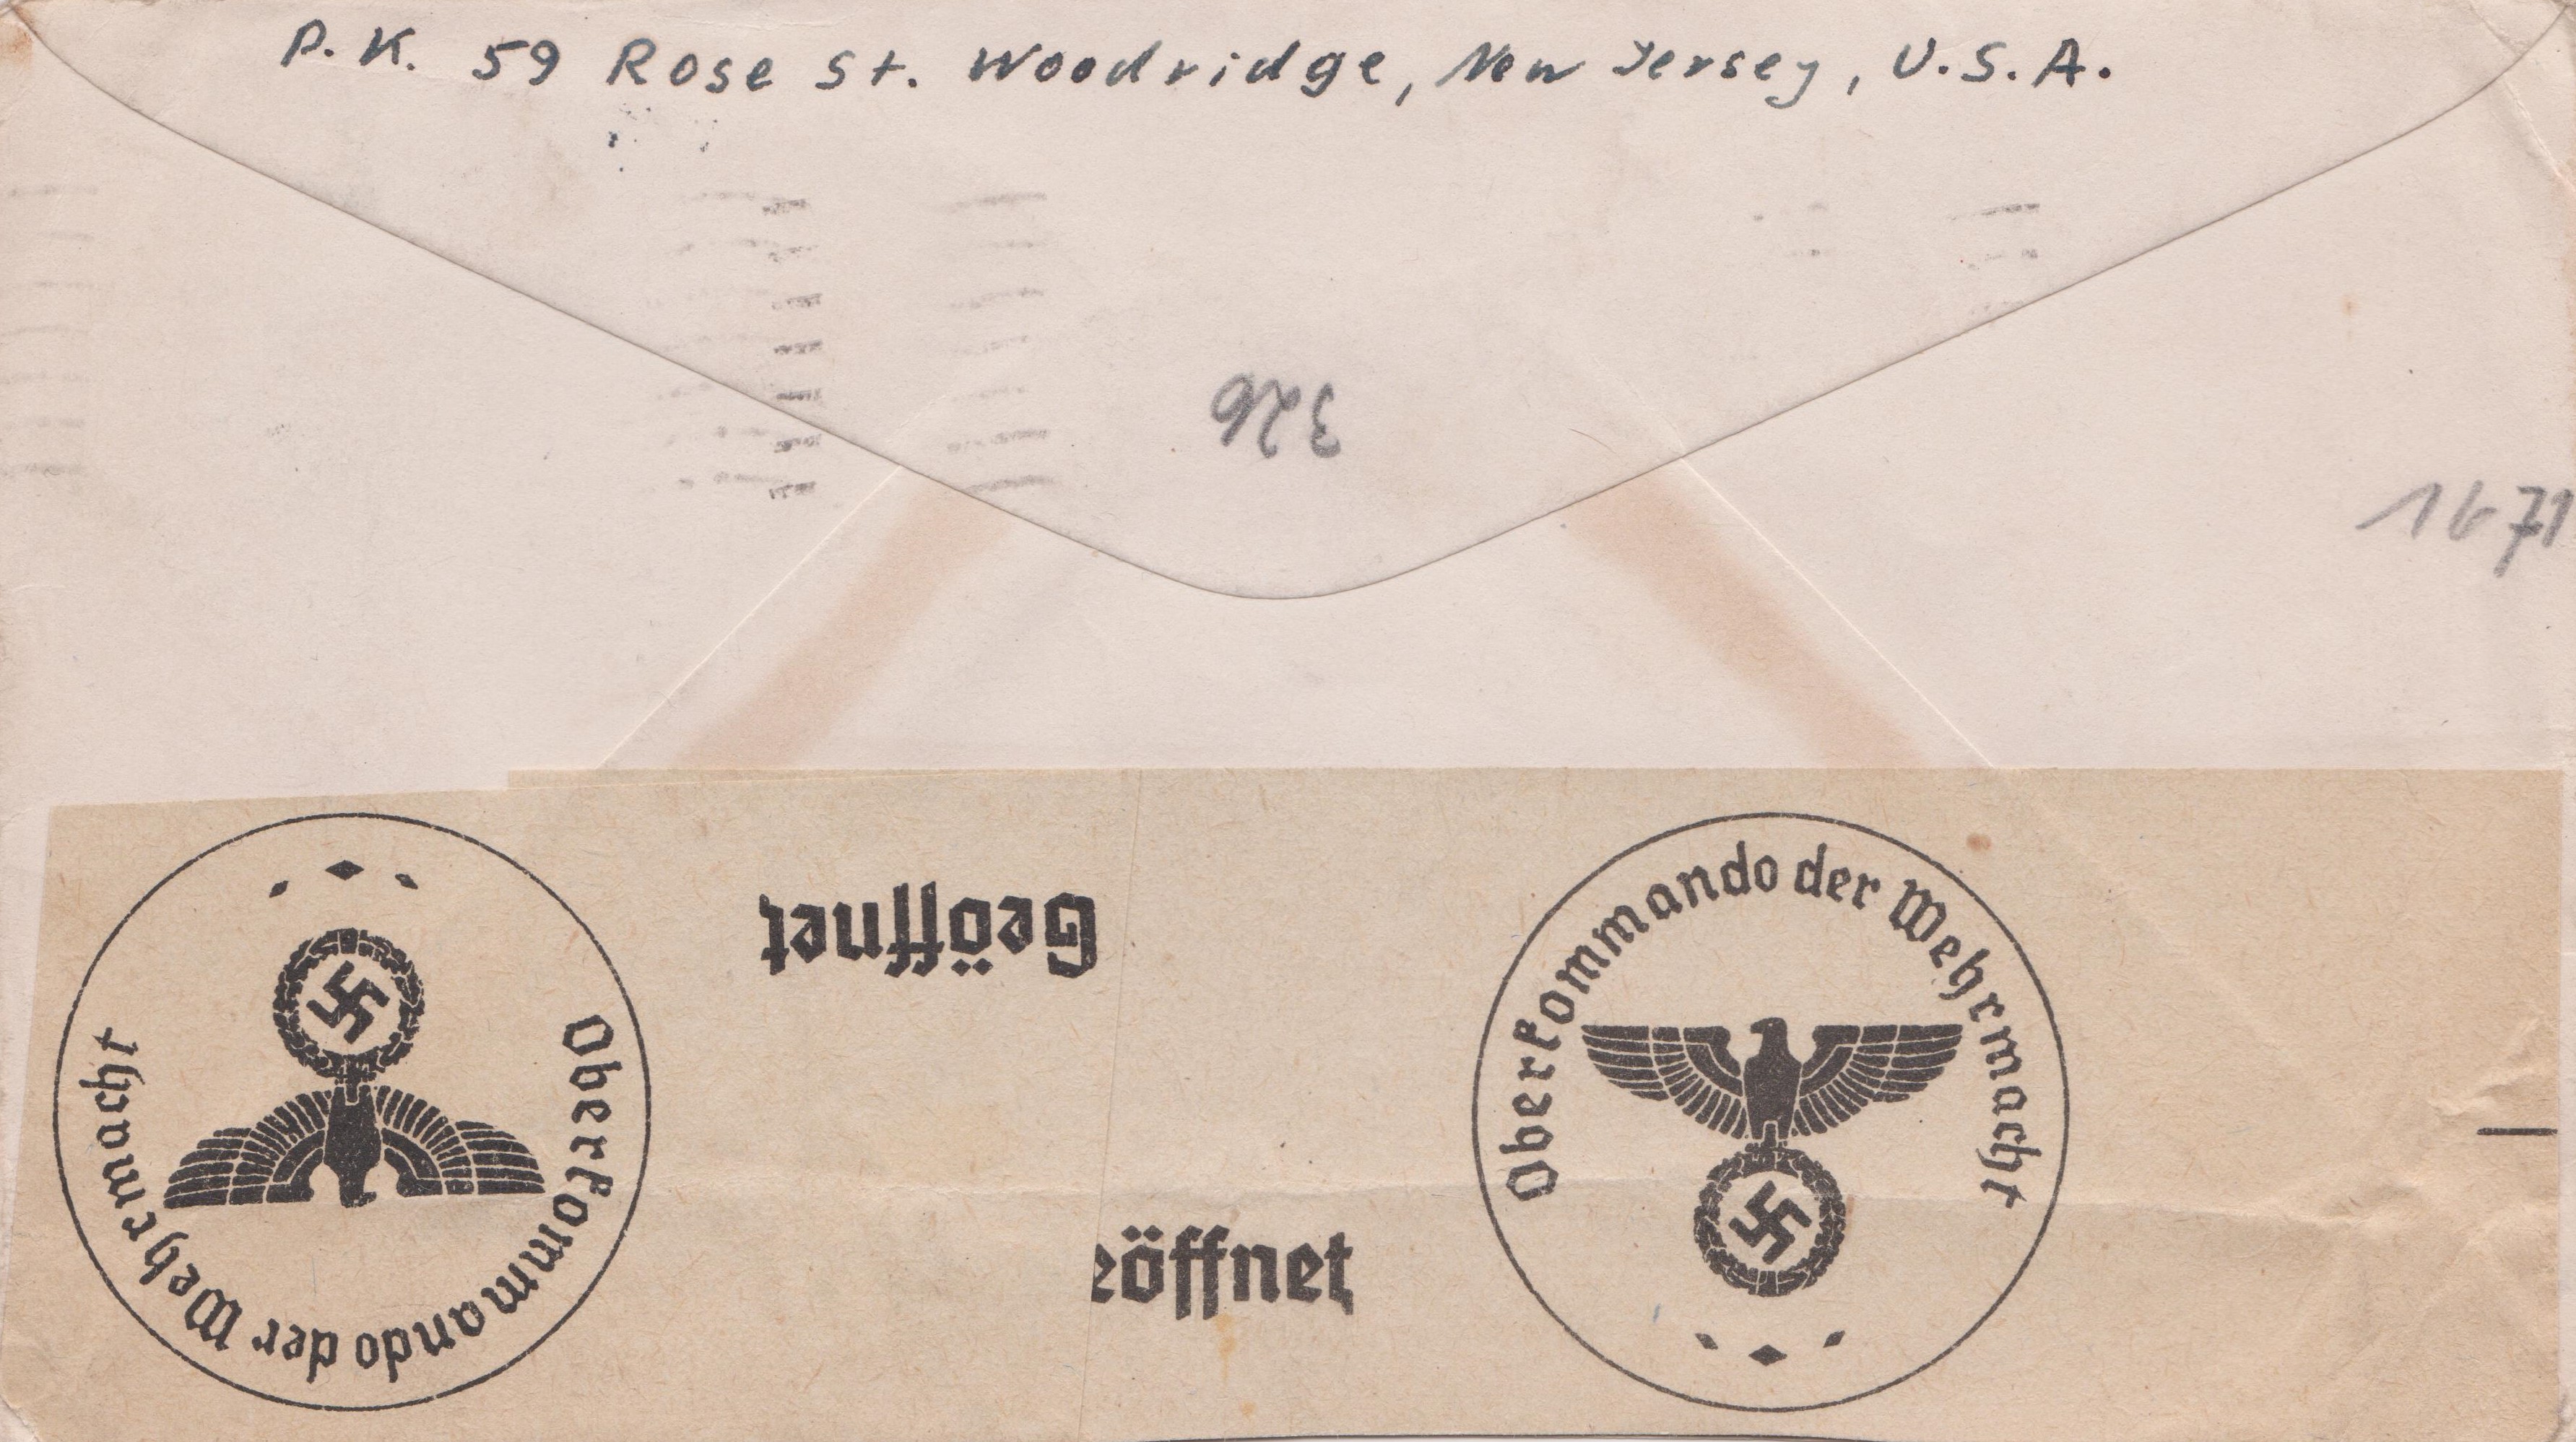 P. K. 59 Rose St. Woodridge, New Jersey, U.S.A.
326
1671
Geöffnet
Oberkommando der Wehrmacht
eöffnet
Oberkommando der Wehrmacht